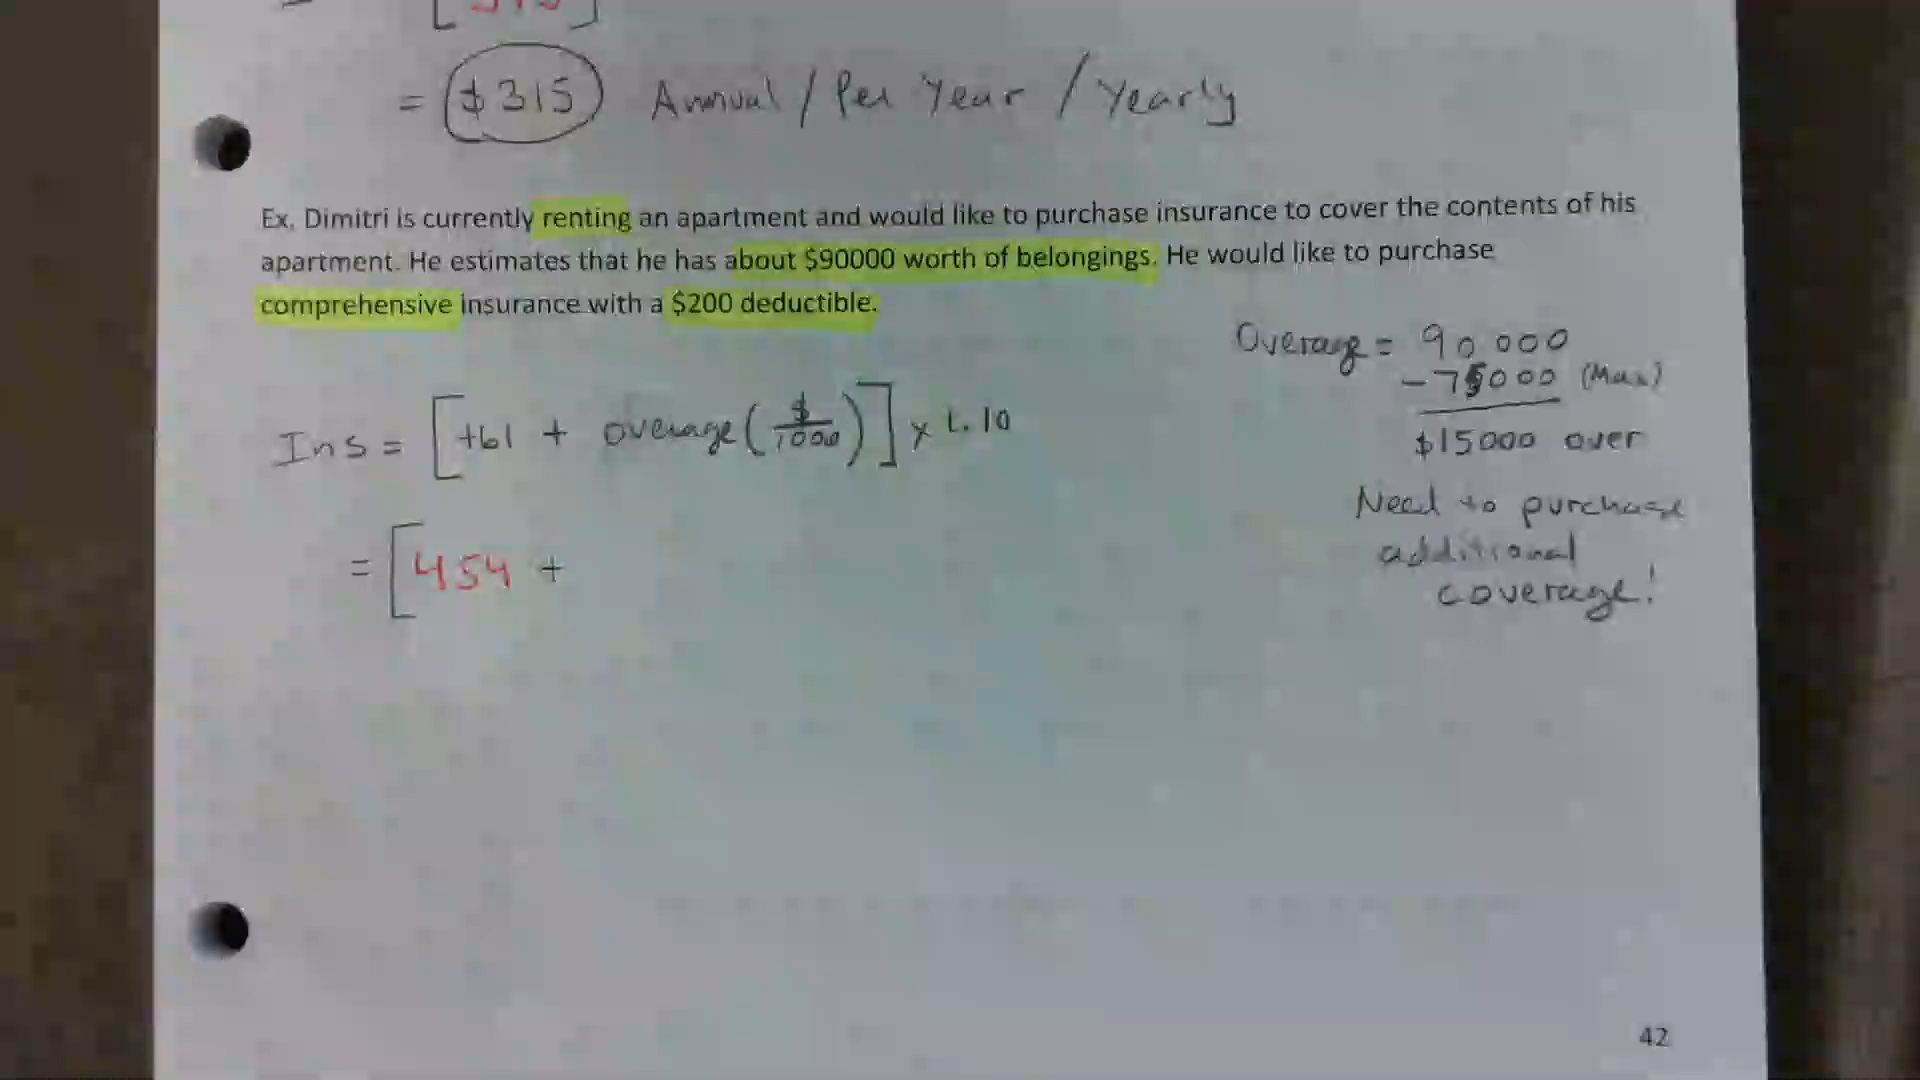 = $315 Annual / Per Year / Yearly
Ex. Dimitri is currently renting an apartment and would like to purchase insurance to cover the contents of his
apartment. He estimates that he has about $90000 worth of belongings. He would like to purchase
comprehensive insurance with a $200 deductible.
Overage = 90 000
- 75000 (Max)
$15000 over
Ins = [tbl + overage ($/1000)] x 1.10
Need to purchase
additional
coverage!
= [454 +
42